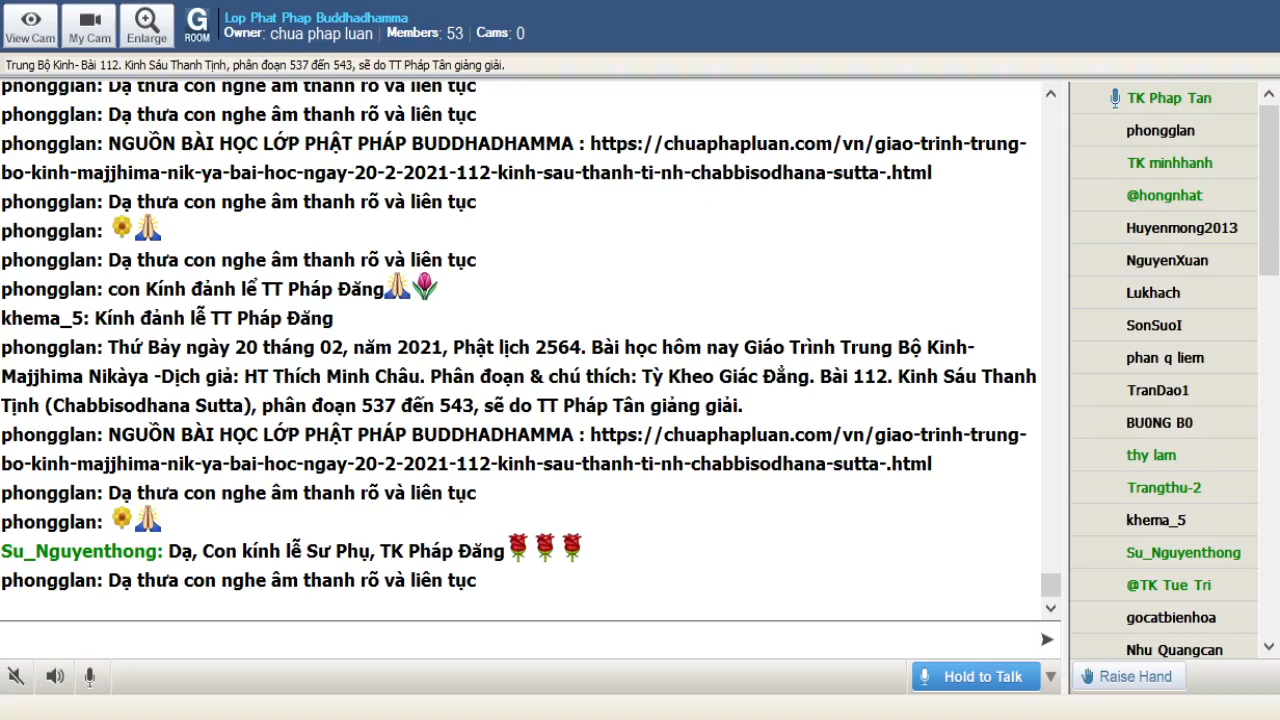 View Cam
My Cam
Enlarge
G
ROOM
Lop Phat Phap Buddhadhamma
Owner: chua phap luan Members: 53 Cams: 0
Trung Bộ Kinh- Bài 112. Kinh Sáu Thanh Tịnh, phân đoạn 537 đến 543, sẽ do TT Pháp Tân giảng giải.
phongglan: Dạ thưa con nghe âm thanh rõ và liên tục
phongglan: Dạ thưa con nghe âm thanh rõ và liên tục
phongglan: NGUỒN BÀI HỌC LỚP PHẬT PHÁP BUDDHADHAMMA : https://chuaphapluan.com/vn/giao-trinh-trung-
bo-kinh-majjhima-nik-ya-bai-hoc-ngay-20-2-2021-112-kinh-sau-thanh-ti-nh-chabbisodhana-sutta-.html
phongglan: Dạ thưa con nghe âm thanh rõ và liên tục
phongglan:
phongglan: Dạ thưa con nghe âm thanh rõ và liên tục
phongglan: con Kính đảnh lể TT Pháp Đăng
khema_5: Kính đảnh lễ TT Pháp Đăng
phongglan: Thứ Bảy ngày 20 tháng 02, năm 2021, Phật lịch 2564. Bài học hôm nay Giáo Trình Trung Bộ Kinh-
Majjhima Nikàya -Dịch giả: HT Thích Minh Châu. Phân đoạn & chú thích: Tỳ Kheo Giác Đẳng. Bài 112. Kinh Sáu Thanh
Tịnh (Chabbisodhana Sutta), phân đoạn 537 đến 543, sẽ do TT Pháp Tân giảng giải.
phongglan: NGUỒN BÀI HỌC LỚP PHẬT PHÁP BUDDHADHAMMA : https://chuaphapluan.com/vn/giao-trinh-trung-
bo-kinh-majjhima-nik-ya-bai-hoc-ngay-20-2-2021-112-kinh-sau-thanh-ti-nh-chabbisodhana-sutta-.html
phongglan: Dạ thưa con nghe âm thanh rõ và liên tục
phongglan:
Su_Nguyenthong: Dạ, Con kính lễ Sư Phụ, TK Pháp Đăng
phongglan: Dạ thưa con nghe âm thanh rõ và liên tục
TK Phap Tan
phongglan
TK minhhanh
@hongnhat
Huyenmong2013
NguyenXuan
Lukhach
SonSuoI
phan q liem
TranDao1
BU0NG B0
thy lam
Trangthu-2
khema_5
Su_Nguyenthong
@TK Tue Tri
gocatbienhoa
Nhu Quangcan
Hold to Talk
Raise Hand